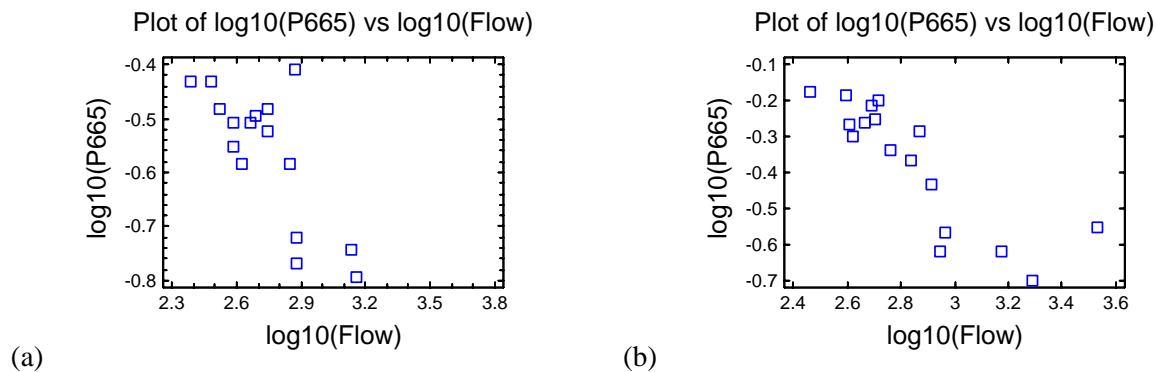 Plot of log10(P665) vs log10(Flow)
-0.4
-0.5
-0.6
-0.7
-0.8
log10(P665)
2.3 2.6 2.9 3.2 3.5 3.8
log10(Flow)
(a)
Plot of log10(P665) vs log10(Flow)
-0.1
-0.2
-0.3
-0.4
-0.5
-0.6
-0.7
log10(P665)
2.4 2.6 2.8 3 3.2 3.4 3.6
log10(Flow)
(b)